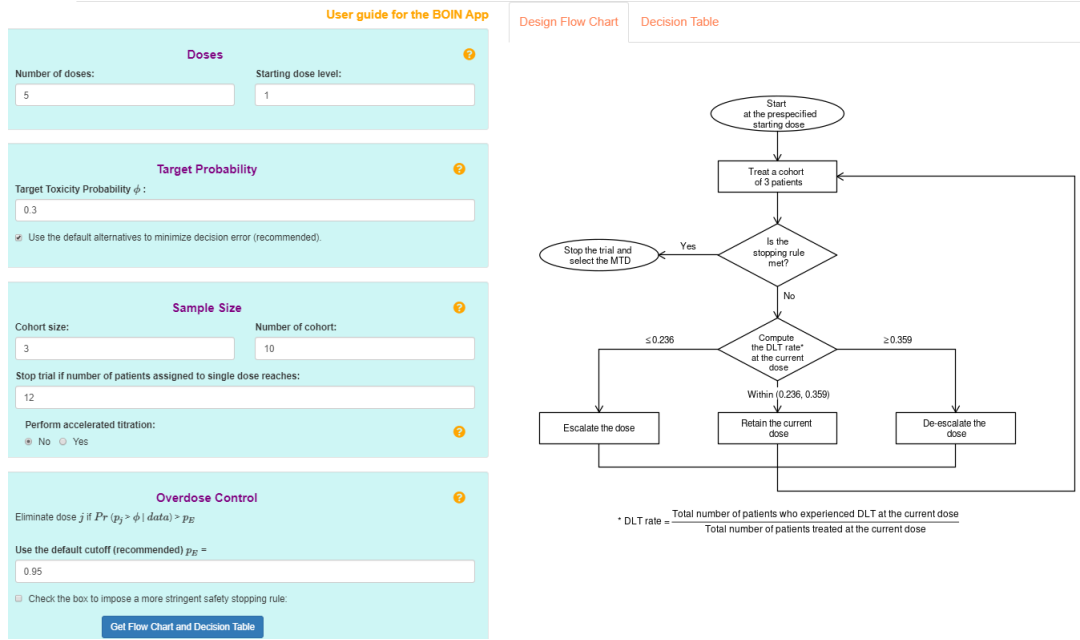 User guide for the BOIN App
Doses
?
Number of doses:
Starting dose level:
5
1
Target Probability
?
Target Toxicity Probability ϕ :
0.3
Use the default alternatives to minimize decision error (recommended).
Sample Size
?
Cohort size:
Number of cohort:
3
10
Stop trial if number of patients assigned to single dose reaches:
12
Perform accelerated titration:
No
Yes
?
Overdose Control
?
Eliminate dose j if Pr (pj > ϕ | data) > pE
Use the default cutoff (recommended) pE =
0.95
Check the box to impose a more stringent safety stopping rule:
Get Flow Chart and Decision Table
Design Flow Chart
Decision Table
Start
at the prespecified
starting dose
Treat a cohort
of 3 patients
Is the
stopping rule
met?
Yes
Stop the trial and
select the MTD
No
Compute
the DLT rate*
at the current
dose
≤0.236
≥0.359
Within (0.236, 0.359)
Escalate the dose
Retain the current
dose
De-escalate the
dose
* DLT rate =
Total number of patients who experienced DLT at the current dose
Total number of patients treated at the current dose